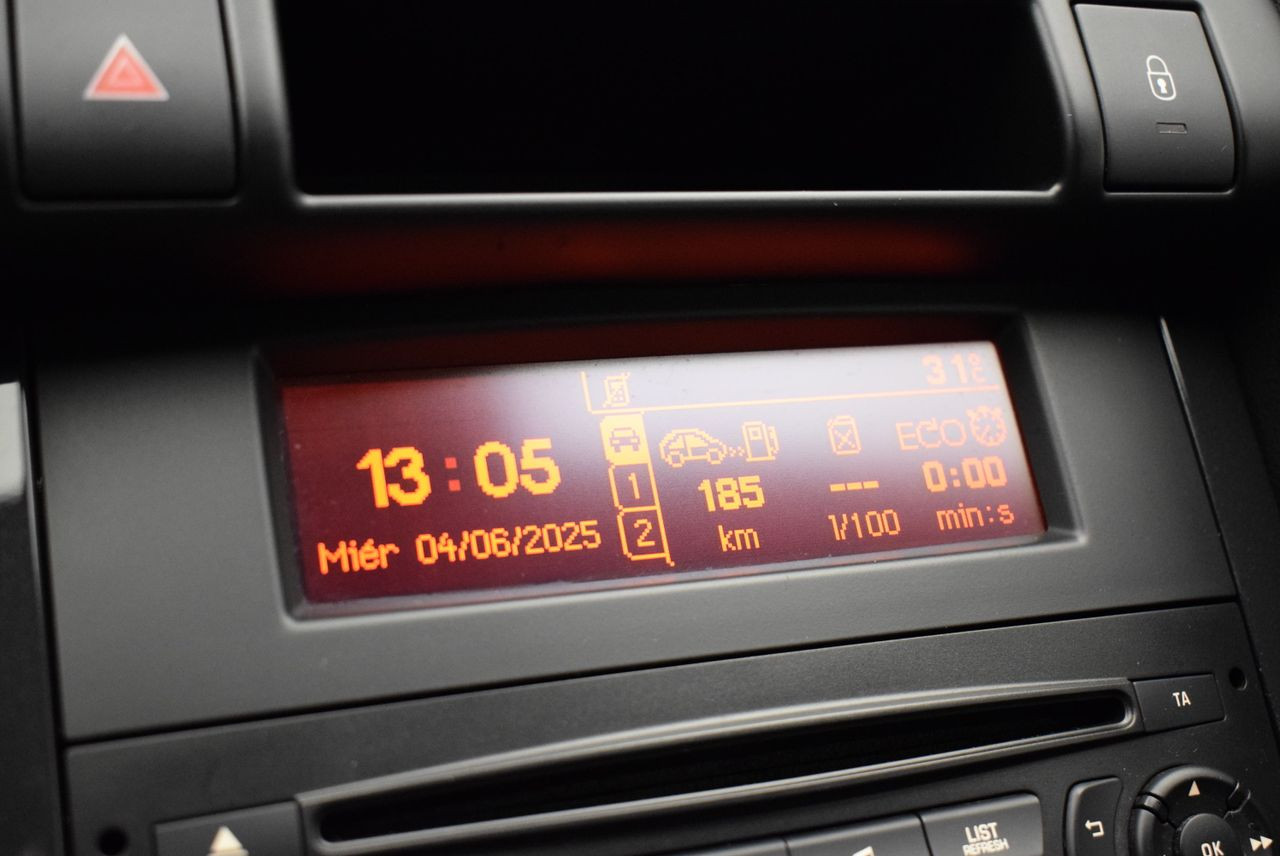 31°C
13:05
Miér 04/06/2025
1
2
185
km
---
1/100
ECO
0:00
min:s
TA
LIST
REFRESH
OK